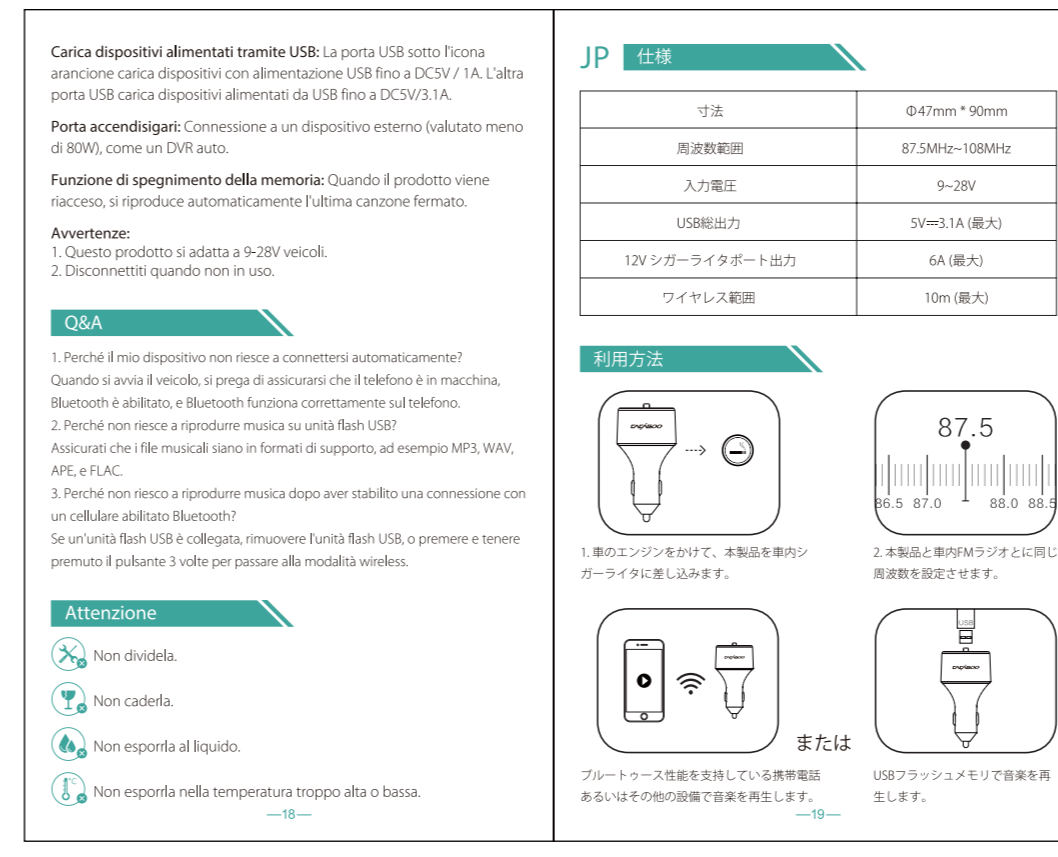 Carica dispositivi alimentati tramite USB: La porta USB sotto l'icona
arancione carica dispositivi con alimentazione USB fino a DC5V / 1A. L'altra
porta USB carica dispositivi alimentati da USB fino a DC5V/3.1A.
Porta accendisigari: Connessione a un dispositivo esterno (valutato meno
di 80W), come un DVR auto.
Funzione di spegnimento della memoria: Quando il prodotto viene
riacceso, si riproduce automaticamente l'ultima canzone fermato.
Avvertenze:
1. Questo prodotto si adatta a 9-28V veicoli.
2. Disconnettiti quando non in uso.
Q&A
1. Perché il mio dispositivo non riesce a connettersi automaticamente?
Quando si avvia il veicolo, si prega di assicurarsi che il telefono è in macchina,
Bluetooth è abilitato, e Bluetooth funziona correttamente sul telefono.
2. Perché non riesce a riprodurre musica su unità flash USB?
Assicurati che i file musicali siano in formati di supporto, ad esempio MP3, WAV,
APE, e FLAC.
3. Perché non riesco a riprodurre musica dopo aver stabilito una connessione con
un cellulare abilitato Bluetooth?
Se un'unità flash USB è collegata, rimuovere l'unità flash USB, o premere e tenere
premuto il pulsante 3 volte per passare alla modalità wireless.
Attenzione
Non dividela.
Non caderla.
Non esporrla al liquido.
°C
Non esporrla nella temperatura troppo alta o bassa.
—18—
JP 仕様
寸法 Φ47mm * 90mm
周波数範囲 87.5MHz~108MHz
入力電圧 9~28V
USB総出力 5V⎓3.1A (最大)
12V シガーライタポート出力 6A (最大)
ワイヤレス範囲 10m (最大)
利用方法
87.5
86.5 87.0 88.0 88.5
1. 車のエンジンをかけて、本製品を車内シ
ガーライタに差し込みます。
2. 本製品と車内FMラジオとに同じ
周波数を設定させます。
USB
または
ブルートゥース性能を支持している携帯電話
あるいはその他の設備で音楽を再生します。
USBフラッシュメモリで音楽を再
生します。
—19—